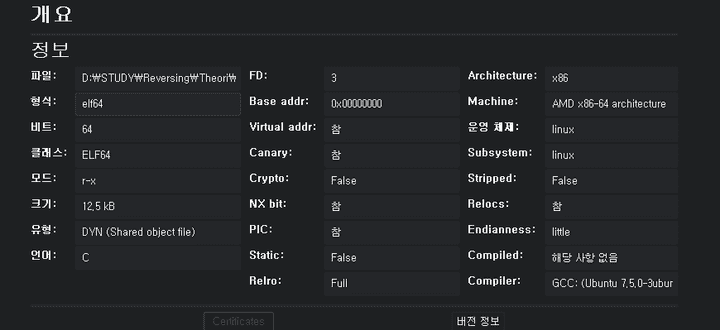 개요
정보
파일: D:₩STUDY₩Reversing₩Theori₩ FD: 3 Architecture: x86
형식: elf64 Base addr: 0x00000000 Machine: AMD x86-64 architecture
비트: 64 Virtual addr: 참 운영 체제: linux
클래스: ELF64 Canary: 참 Subsystem: linux
모드: r-x Crypto: False Stripped: False
크기: 12.5 kB NX bit: 참 Relocs: 참
유형: DYN (Shared object file) PIC: 참 Endianness: little
언어: C Static: False Compiled: 해당 사항 없음
Relro: Full Compiler: GCC: (Ubuntu 7.5.0-3ubun
Certificates 버전 정보